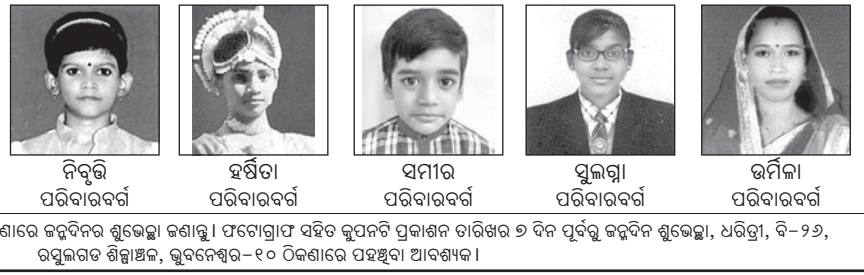 ନିବୃତ୍ତି ହର୍ଷିତା ସମୀର ସୁଲଗ୍ନା ଉର୍ମିଳା
ପରିବାରବର୍ଗ ପରିବାରବର୍ଗ ପରିବାରବର୍ଗ ପରିବାରବର୍ଗ ପରିବାରବର୍ଗ
ଣାରେ ଜନ୍ମଦିନର ଶୁଭେଚ୍ଛା ଜଣାନ୍ତୁ। ଫଟୋଗ୍ରାଫ ସହିତ କୁପନଟି ପ୍ରକାଶନ ତାରିଖର ୭ ଦିନ ପୂର୍ବରୁ ଜନ୍ମଦିନ ଶୁଭେଚ୍ଛା, ଧରିତ୍ରୀ, ବି-୨୬,
ରସୁଲଗଡ ଶିଳ୍ପାଞ୍ଚଳ, ଭୁବନେଶ୍ୱର-୧୦ ଠିକଣାରେ ପହଞ୍ଚିବା ଆବଶ୍ୟକ।